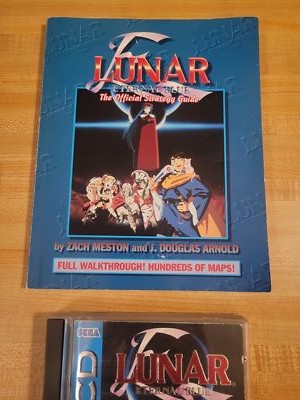 LUNAR
ETERNAL BLUE
The Official Strategy Guide
by ZACH MESTON and J. DOUGLAS ARNOLD
FULL WALKTHROUGH! HUNDREDS OF MAPS!
SEGA
CD
LUNAR
ETERNAL BLUE